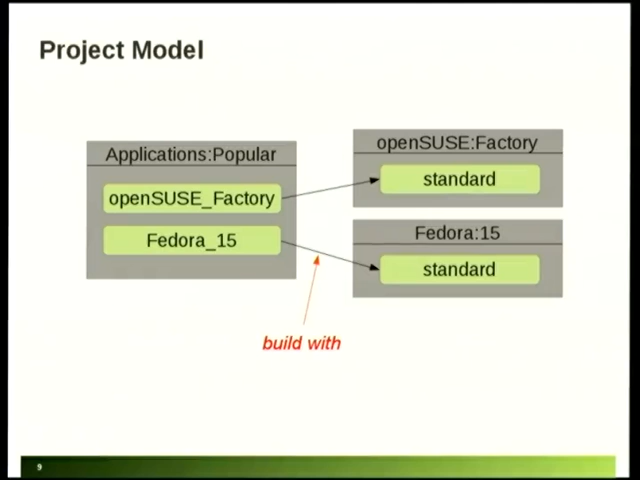 Project Model
Applications:Popular
openSUSE_Factory
Fedora_15
openSUSE:Factory
standard
Fedora:15
standard
build with
9